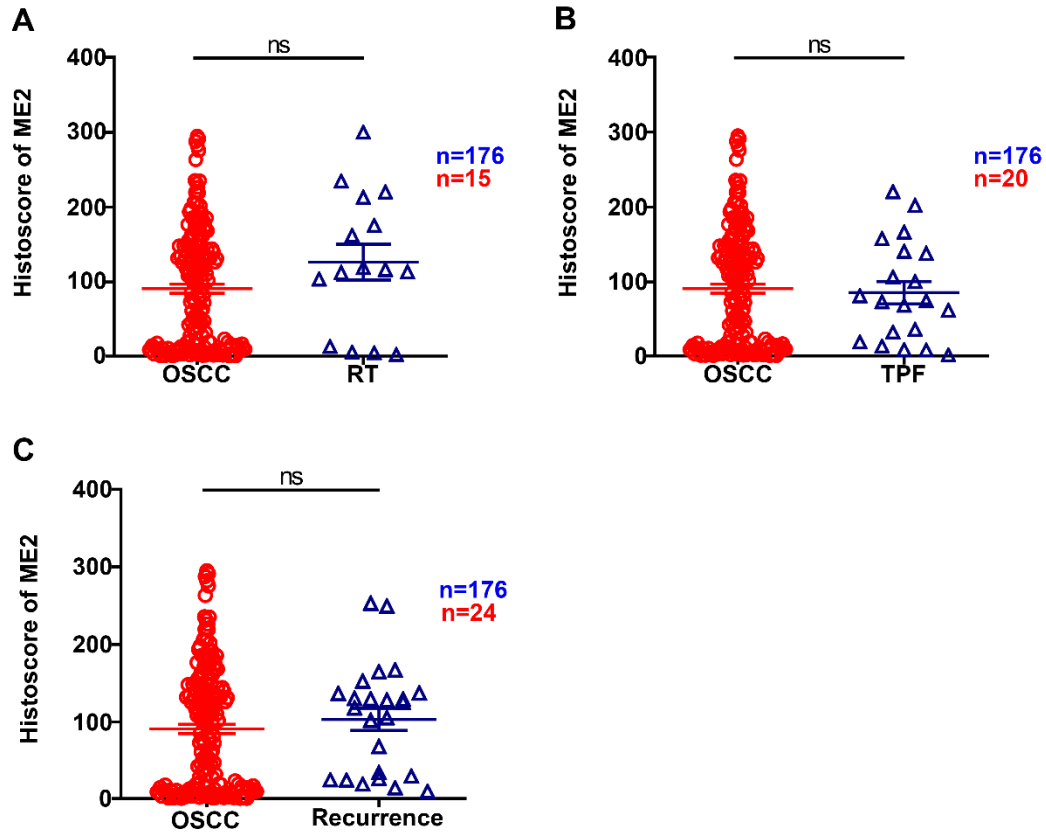 A
ns
Histoscore of ME2
400
300
200
100
0
n=176
n=15
OSCC
RT
B
ns
Histoscore of ME2
400
300
200
100
0
n=176
n=20
OSCC
TPF
C
ns
Histoscore of ME2
400
300
200
100
0
n=176
n=24
OSCC
Recurrence